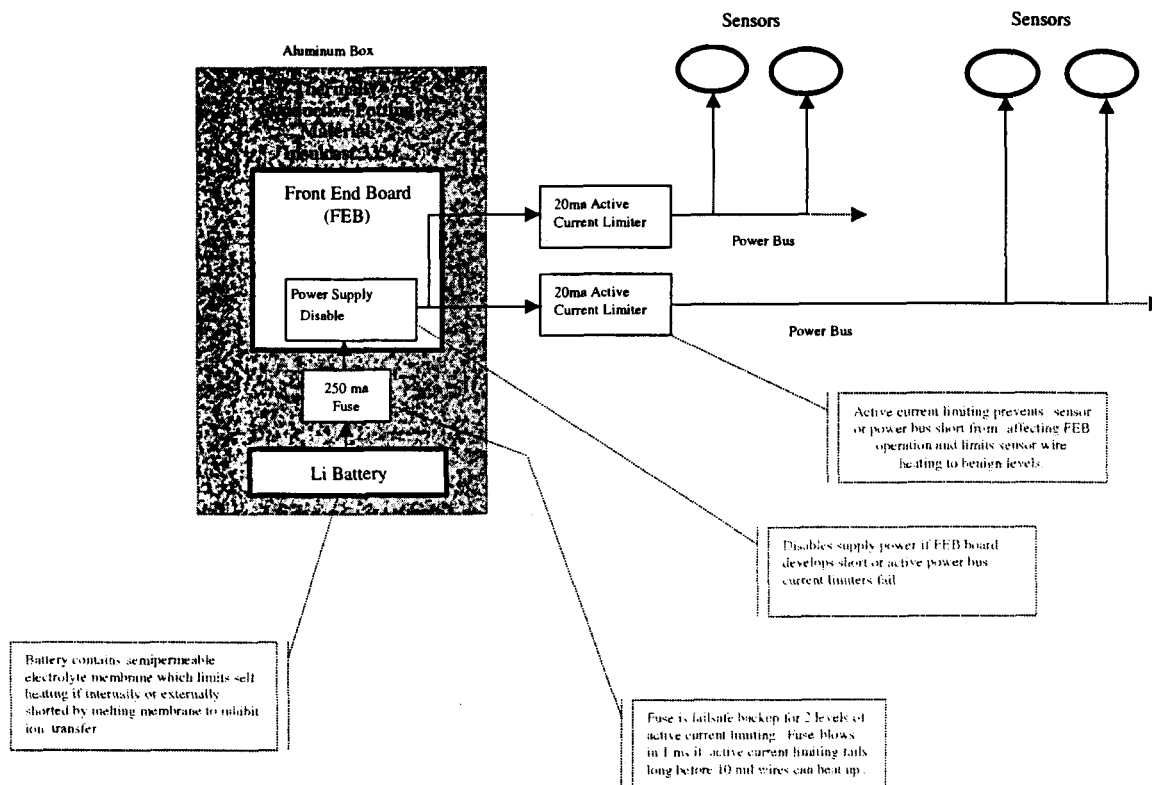 Sensors
Sensors
Aluminum Box
Thermally
Material
Front End Board
(FEB)
20ma Active
Current Limiter
Power Bus
Power Supply
Disable
20ma Active
Current Limiter
Power Bus
250 ma
Fuse
Li Battery
Active current limiting prevents sensor
or power bus short from affecting FEB
operation and limits sensor wire
heating to benign levels.
Disables supply power if FEB board
develops short or active power bus
current limiters fail
Battery contains semipermeable
electrolyte membrane which limits self
heating if internally or externally
shorted by melting membrane to inhibit
ion transfer
Fuse is failsafe backup for 2 levels of
active current limiting. Fuse blows
in 1 ms if active current limiting fails
long before 10 mil wires can heat up.